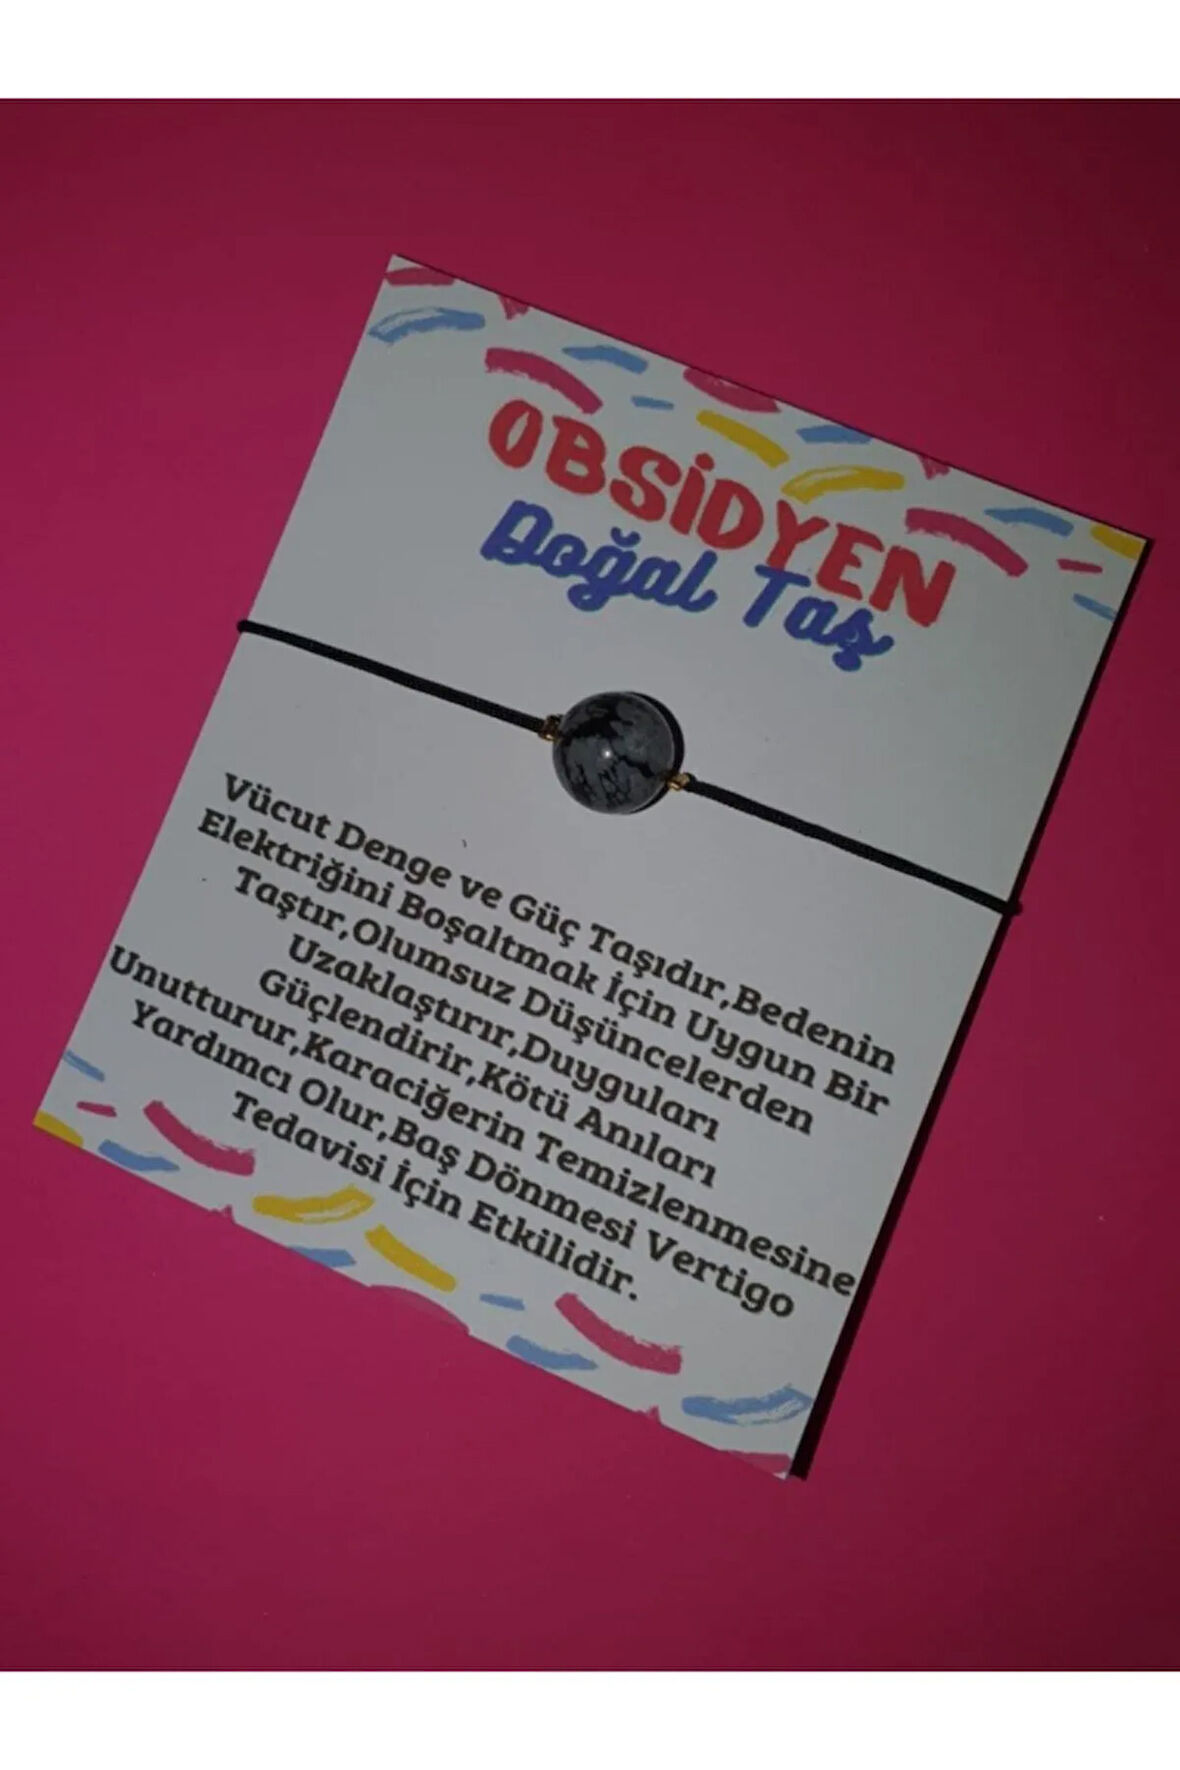 OBSİDYEN
Doğal Taş
Vücut Denge ve Güç Taşıdır,Bedenin
Elektriğini Boşaltmak İçin Uygun Bir
Taştır,Olumsuz Düşüncelerden
Uzaklaştırır,Duyguları
Güçlendirir,Kötü Anıları
Unutturur,Karaciğerin Temizlenmesine
Yardımcı Olur,Baş Dönmesi Vertigo
Tedavisi İçin Etkilidir.